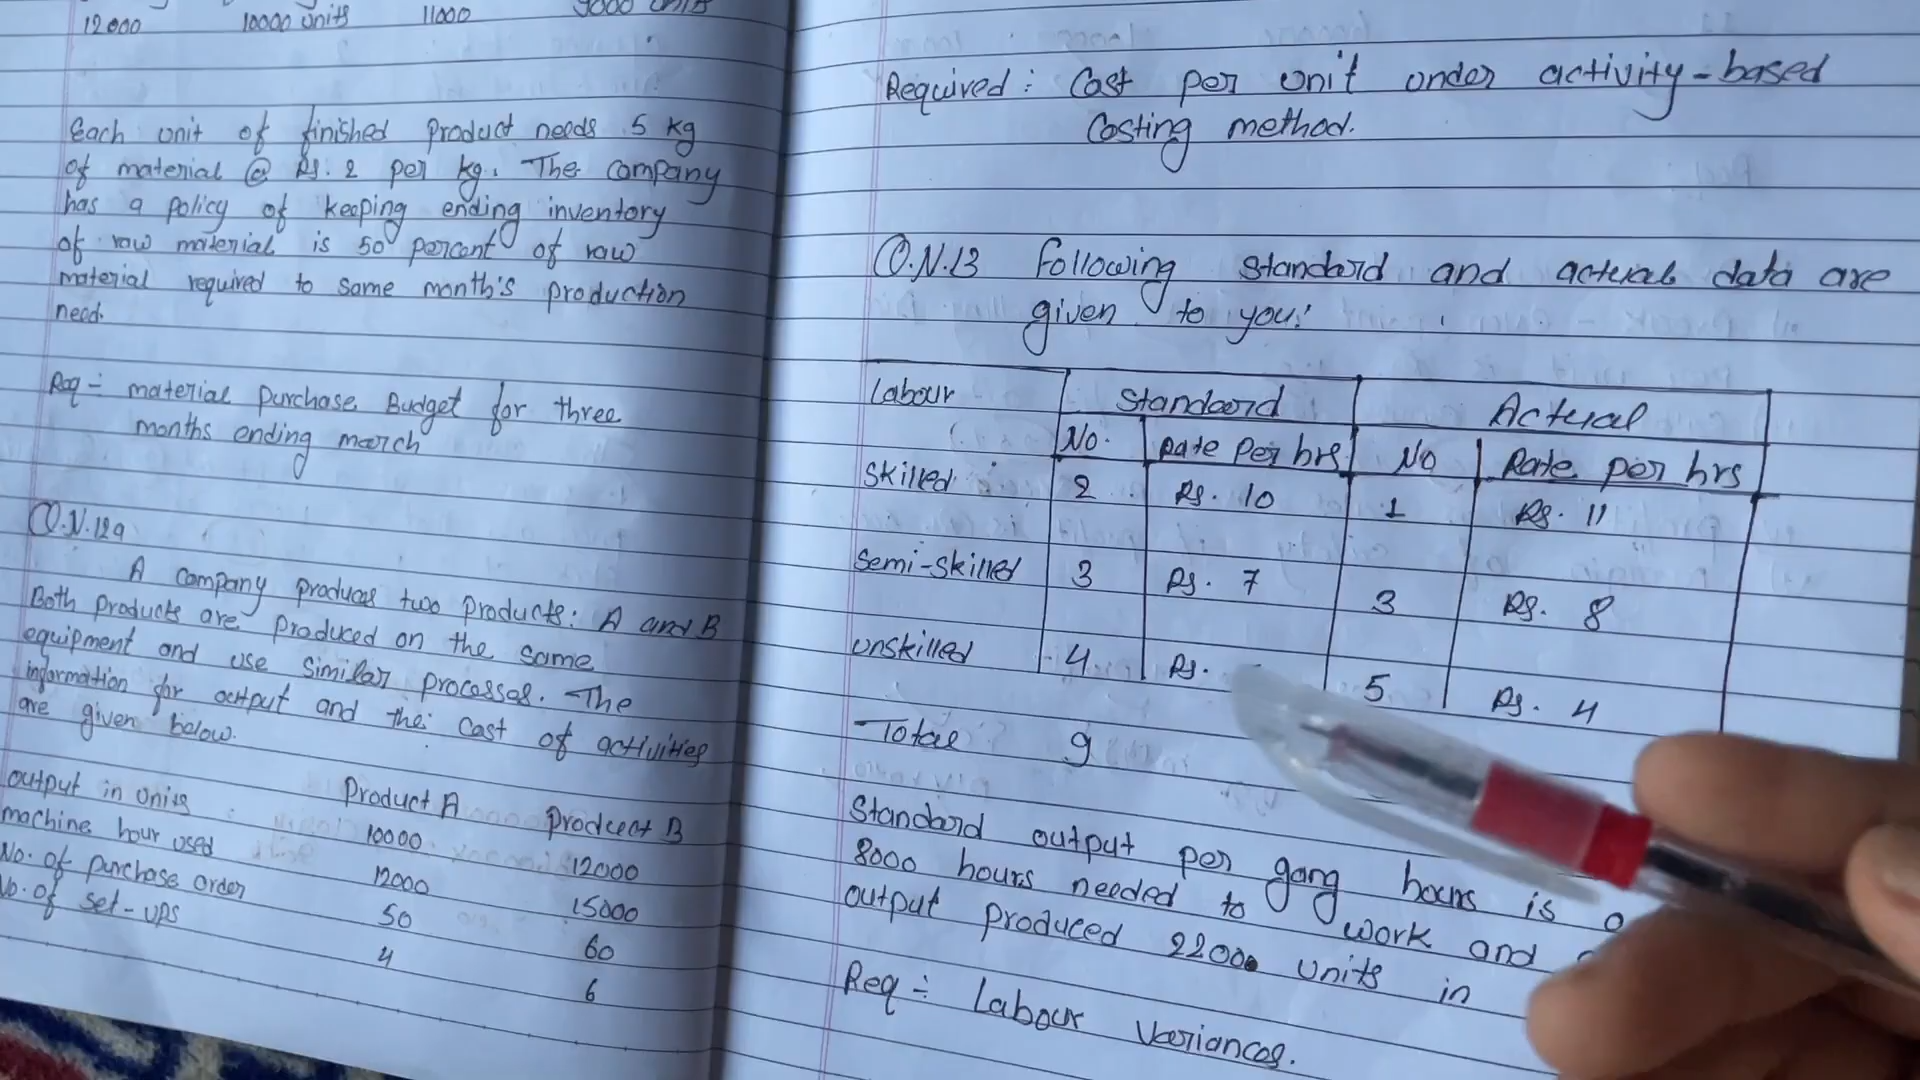 12000 10000 units 11000 9000 units
Each unit of finished product needs 5 kg
of material @ Rs. 2 per kg. The company
has a policy of keeping ending inventory
of raw material is 50 percent of raw
material required to same month's production
need.
Req ÷ material purchase Budget for three
months ending march
Q.N.12a
A company produces two products: A and B
Both products are produced on the same
equipment and use similar processes. The
information for output and the cost of activities
are given below.
Product A Product B
output in units 10000 12000
machine hour used 12000 15000
No. of purchase order 50 60
No. of set-ups 4 6
Required : Cost per unit under activity-based
Costing method.
Q.N.13 Following standard and actual data are
given to you:
Labour Standard Actual
No. Rate Per hrs No Rate per hrs
Skilled 2 Rs. 10 1 Rs. 11
Semi-skilled 3 Rs. 7 3 Rs. 8
unskilled 4 Rs. 5 Rs. 4
Total 9
Standard output per gang hours is
8000 hours needed to work and
output produced 22000 units in
Req ÷ Labour Variances.